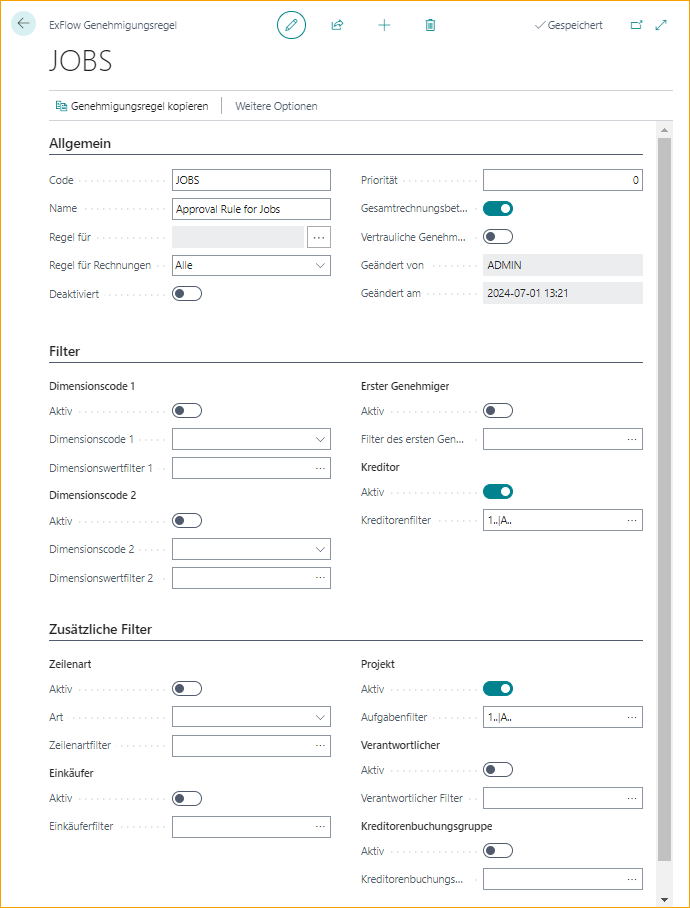 ExFlow Genehmigungsregel
Gespeichert
JOBS
Genehmigungsregel kopieren
Weitere Optionen
Allgemein
Code
JOBS
Name
Approval Rule for Jobs
Regel für
Regel für Rechnungen
Alle
Deaktiviert
Priorität
0
Gesamtrechnungsbet...
Vertrauliche Genehm...
Geändert von
ADMIN
Geändert am
2024-07-01 13:21
Filter
Dimensionscode 1
Aktiv
Dimensionscode 1
Dimensionswertfilter 1
Dimensionscode 2
Aktiv
Dimensionscode 2
Dimensionswertfilter 2
Erster Genehmiger
Aktiv
Filter des ersten Gen...
Kreditor
Aktiv
Kreditorenfilter
1..|A..
Zusätzliche Filter
Zeilenart
Aktiv
Art
Zeilenartfilter
Einkäufer
Aktiv
Einkäuferfilter
Projekt
Aktiv
Aufgabenfilter
1..|A..
Verantwortlicher
Aktiv
Verantwortlicher Filter
Kreditorenbuchungsgruppe
Aktiv
Kreditorenbuchungs...